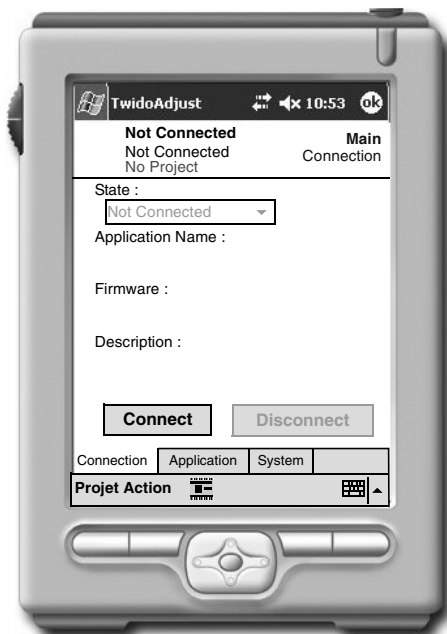 TwidoAdjust 10:53 ok
Not Connected
Not Connected
No Project
Main
Connection
State :
Not Connected
Application Name :
Firmware :
Description :
Connect Disconnect
Connection Application System
Projet Action